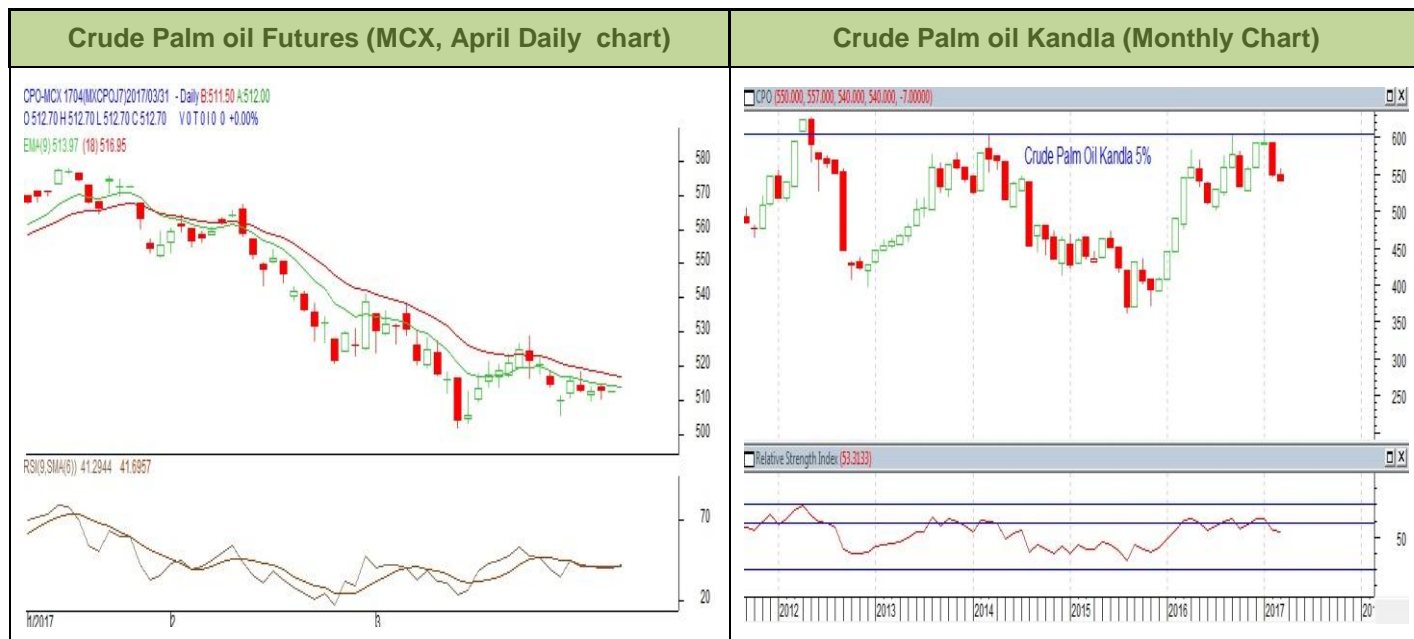 Crude Palm oil Futures (MCX, April Daily chart)
CPO-MCX 1704(MXCPOJ7)2017/03/31 - Daily B:511.50 A:512.00
O 512.70 H 512.70 L 512.70 C 512.70 V 0 T 0 I 0 0 +0.00%
EMA(9) 513.97 (18) 516.95
580
570
560
550
540
530
520
510
500
RSI(9,SMA(6)) 41.2944 41.6957
70
20
1/2017 2 3
Crude Palm oil Kandla (Monthly Chart)
CPO (550.000, 557.000, 540.000, 540.000, -7.00000)
Crude Palm Oil Kandla 5%
600
550
500
450
400
350
300
250
Relative Strength Index (53.3133)
50
2012 2013 2014 2015 2016 2017 20